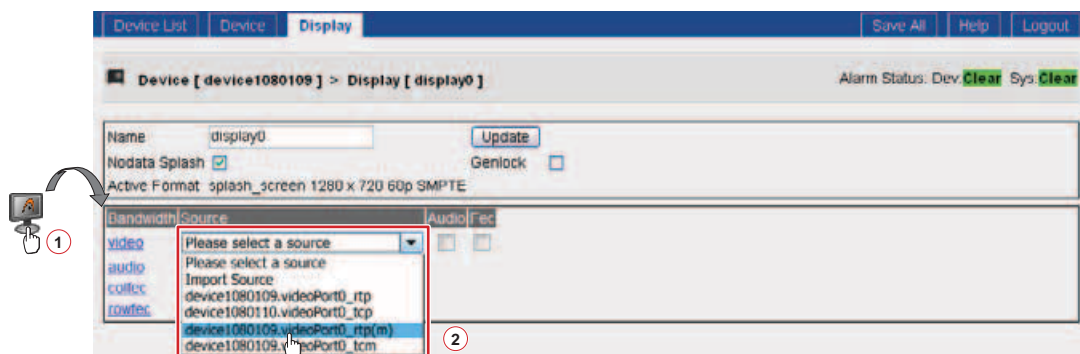 Device List Device Display Save All Help Logout
Device [ device1080109 ] > Display [ display0 ] Alarm Status: Dev:Clear Sys:Clear
Name display0 Update
Nodata Splash Genlock
Active Format splash_screen 1280 x 720 60p SMPTE
Bandwidth Source Audio Fec
video Please select a source
audio Please select a source
Import Source
colfec device1080109.videoPort0_rtp
rowfec device1080110.videoPort0_tcp
device1080109.videoPort0_rtp(m)
device1080109.videoPort0_tcm
1
2